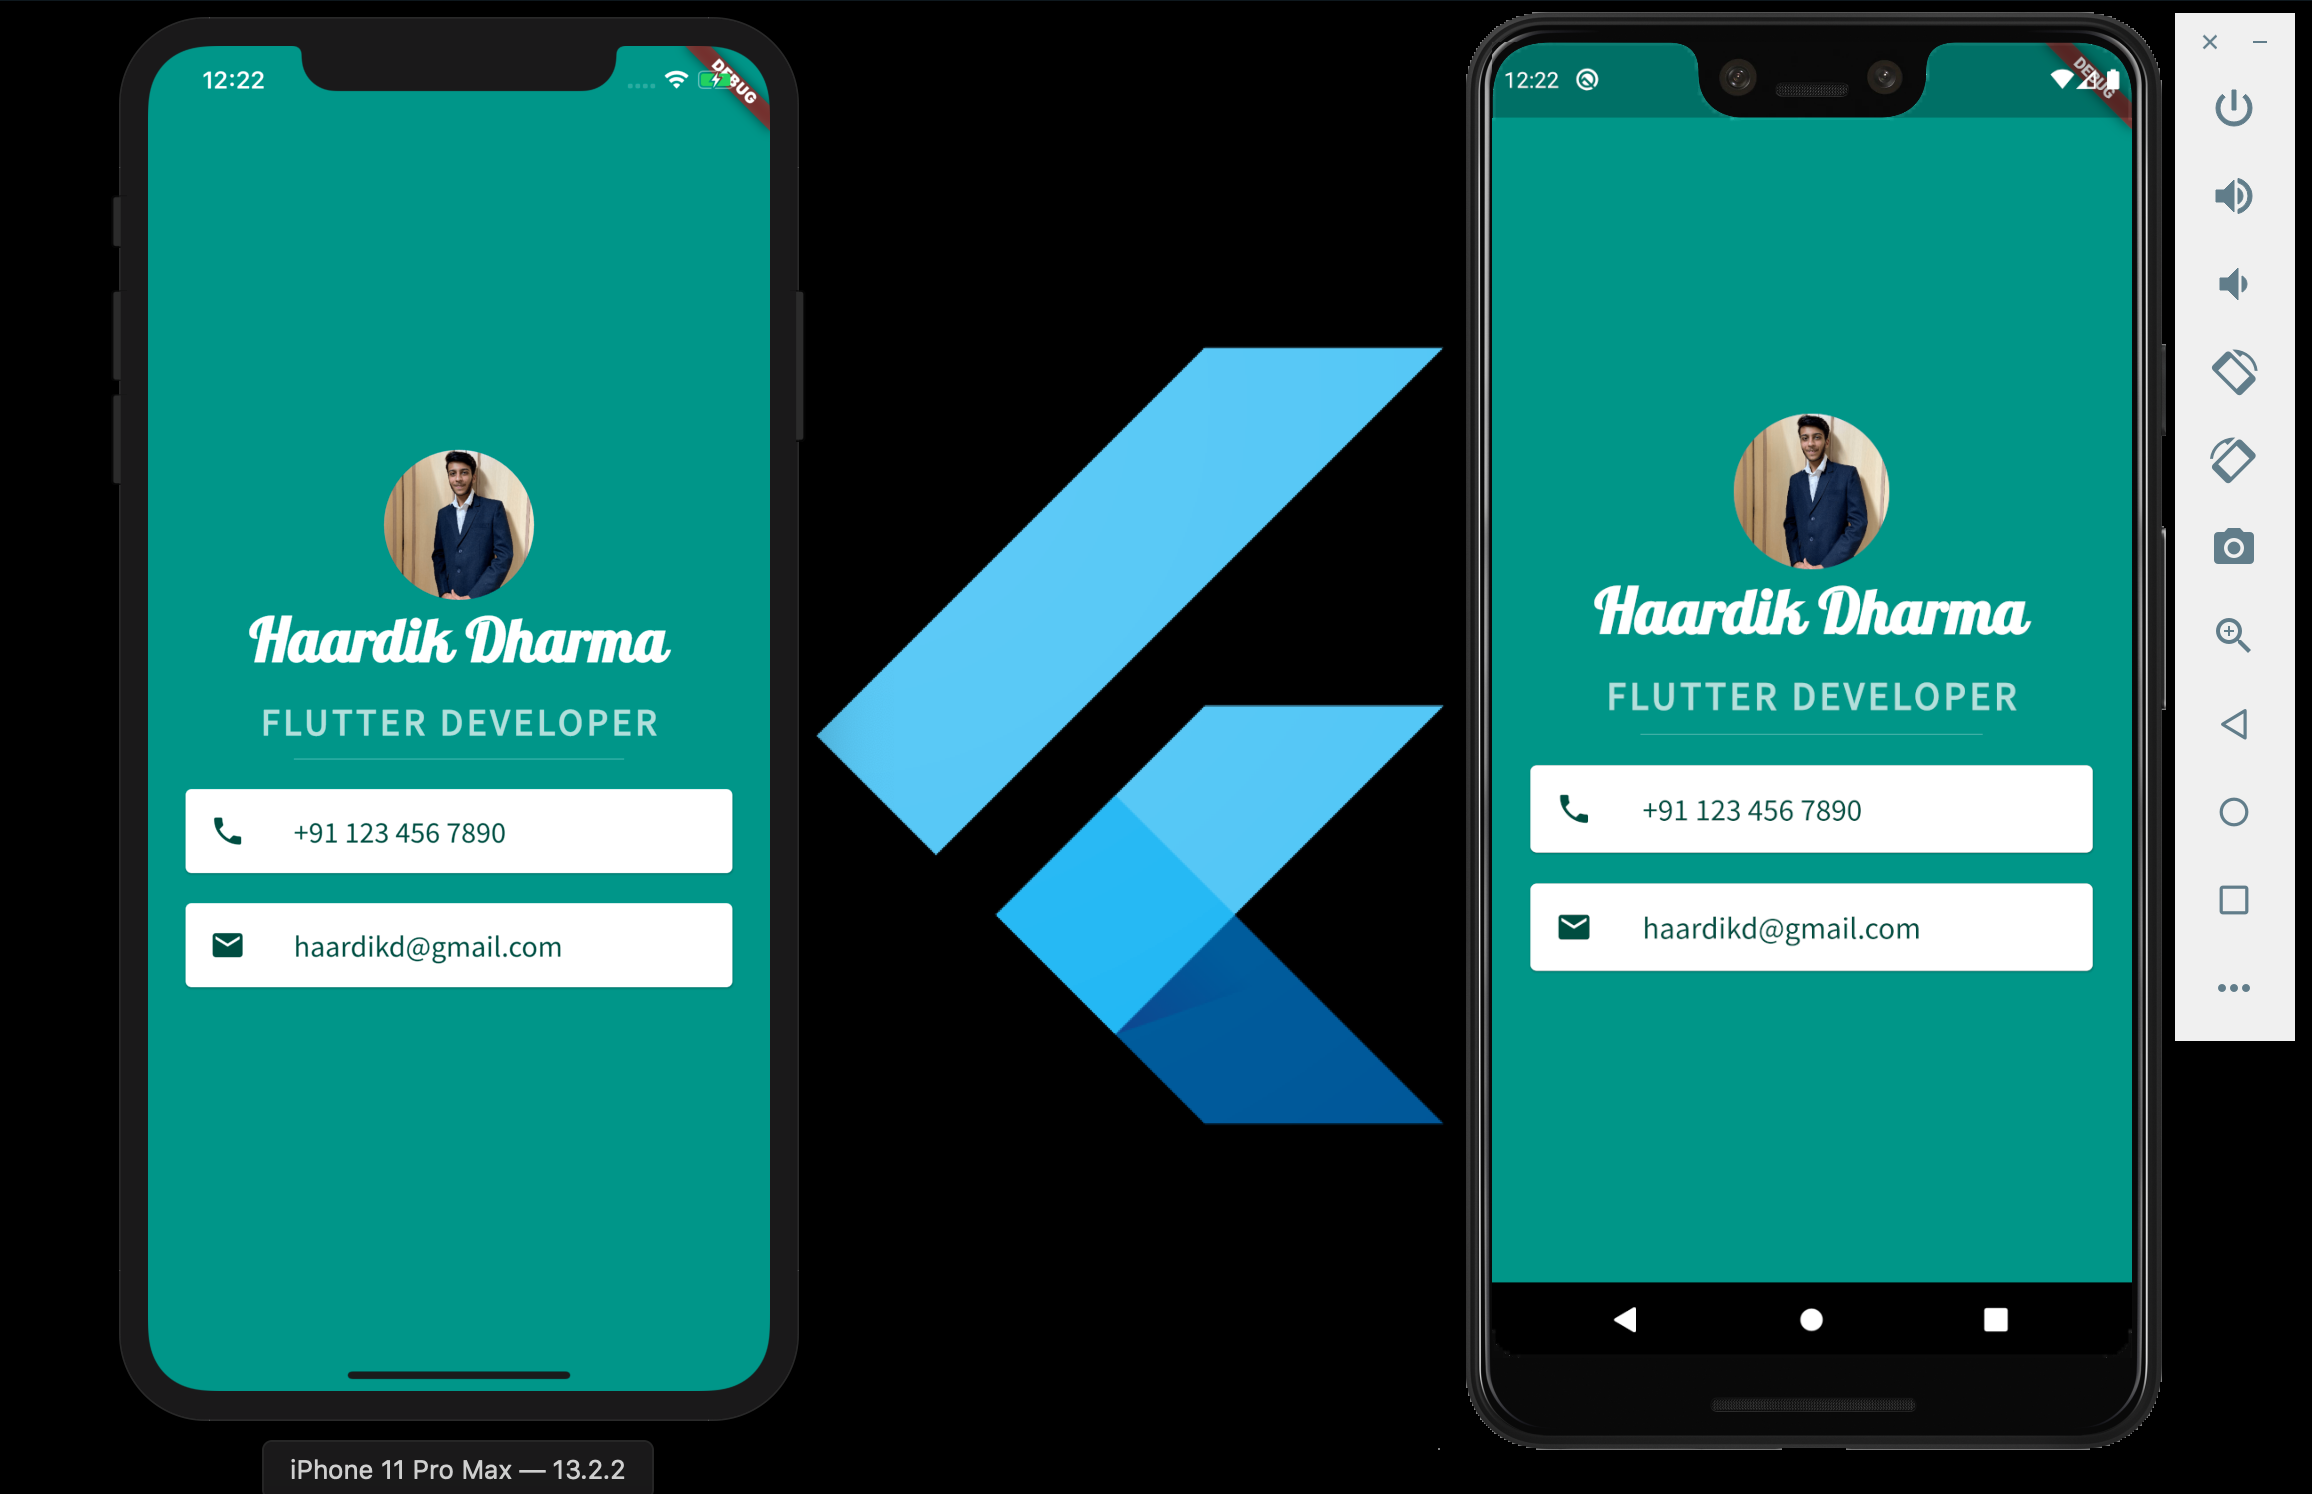 12:22
DEBUG
Haardik Dharma
FLUTTER DEVELOPER
+91 123 456 7890
haardikd@gmail.com
iPhone 11 Pro Max — 13.2.2
12:22
DEBUG
Haardik Dharma
FLUTTER DEVELOPER
+91 123 456 7890
haardikd@gmail.com